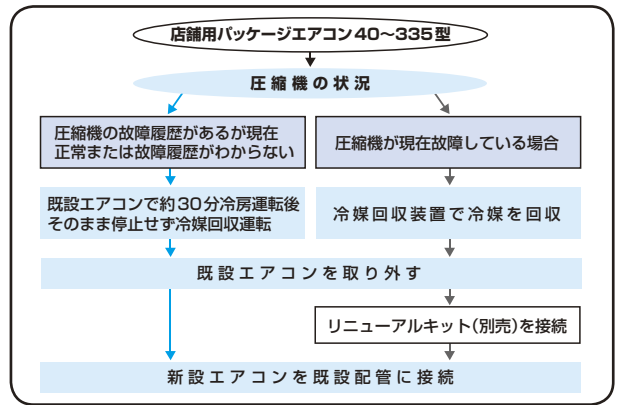 店舗用パッケージエアコン40〜335型
圧縮機の状況
圧縮機の故障履歴があるが現在
正常または故障履歴がわからない
圧縮機が現在故障している場合
既設エアコンで約30分冷房運転後
そのまま停止せず冷媒回収運転
冷媒回収装置で冷媒を回収
既設エアコンを取り外す
リニューアルキット(別売)を接続
新設エアコンを既設配管に接続